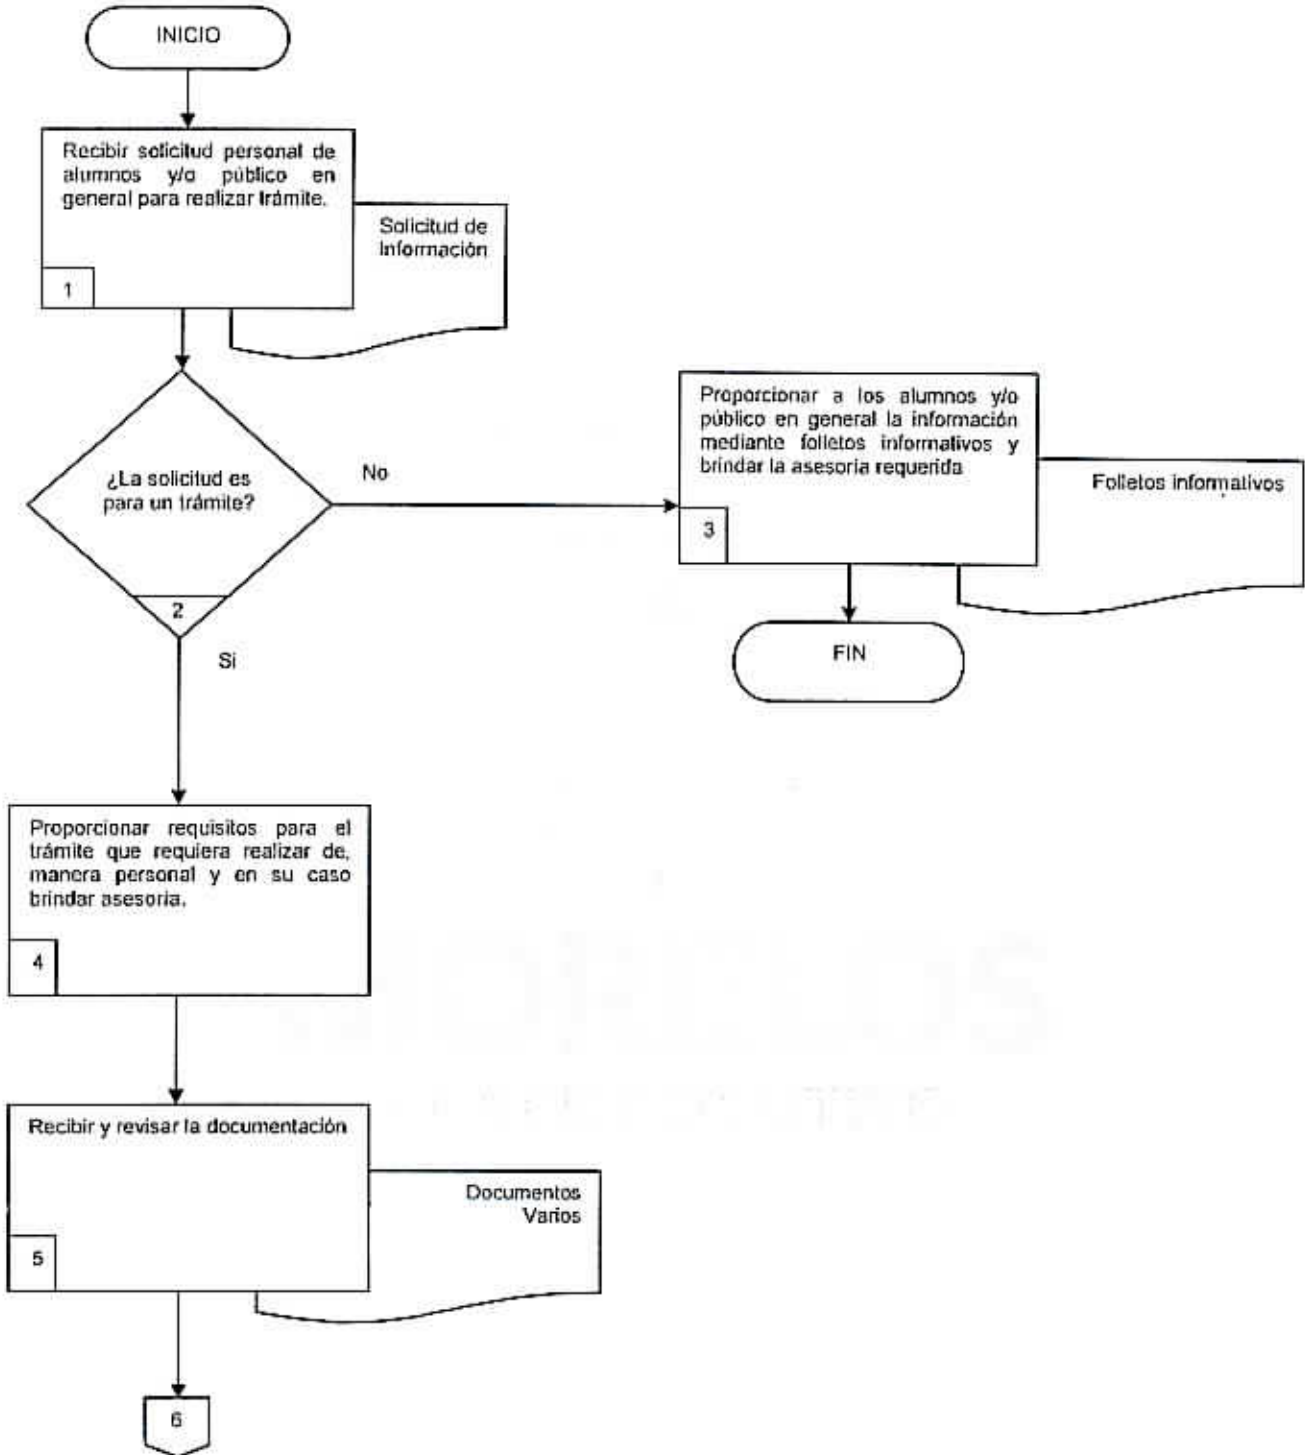 INICIO
Recibir solicitud personal de
alumnos y/o público en
general para realizar trámite.
1
Solicitud de
Información
¿La solicitud es
para un trámite?
2
No
Si
Proporcionar a los alumnos y/o
público en general la información
mediante folletos informativos y
brindar la asesoria requerida
3
Folletos informativos
FIN
Proporcionar requisitos para el
trámite que requiera realizar de,
manera personal y en su caso
brindar asesoria.
4
Recibir y revisar la documentación
5
Documentos
Varios
6